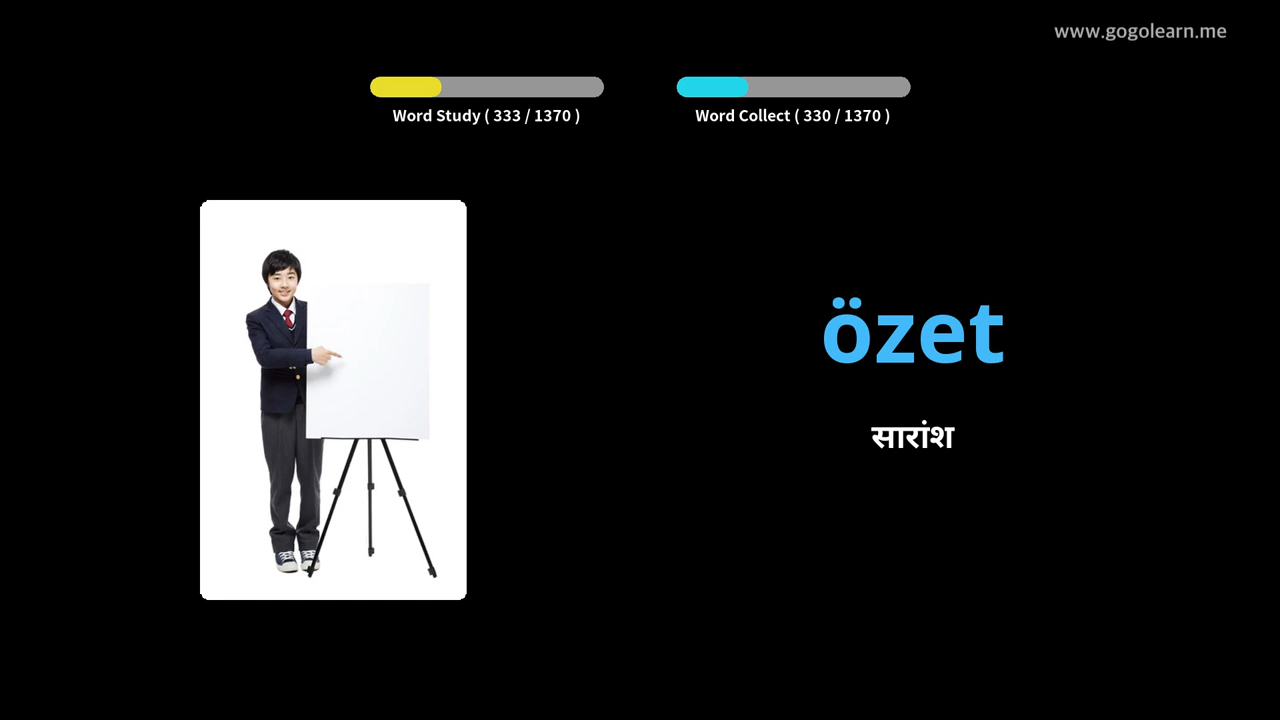 www.gogolearn.me
Word Study ( 333 / 1370 )
Word Collect ( 330 / 1370 )
özet
सारांश